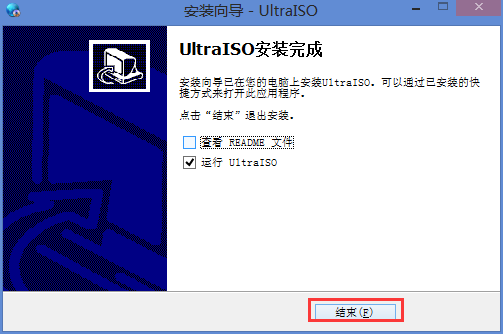 安装向导 - UltraISO
UltraISO安装完成
安装向导已在您的电脑上安装UltraISO。可以通过已安装的快
捷方式来打开此应用程序。
点击“结束”退出安装。
查看 README 文件
运行 UltraISO
结束(F)